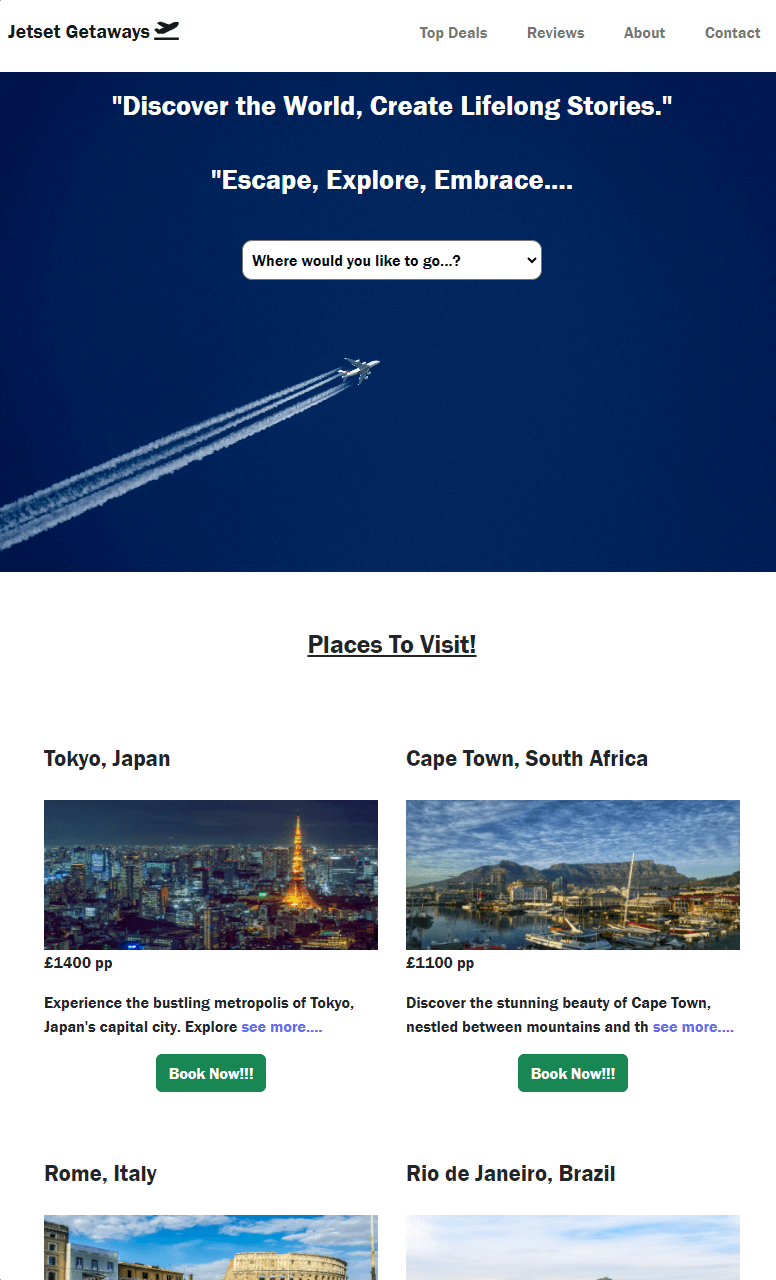 Jetset Getaways
Top Deals
Reviews
About
Contact
"Discover the World, Create Lifelong Stories."
"Escape, Explore, Embrace....
Where would you like to go...?
Places To Visit!
Tokyo, Japan
£1400 pp
Experience the bustling metropolis of Tokyo,
Japan's capital city. Explore see more....
Book Now!!!
Cape Town, South Africa
£1100 pp
Discover the stunning beauty of Cape Town,
nestled between mountains and th see more....
Book Now!!!
Rome, Italy
Rio de Janeiro, Brazil